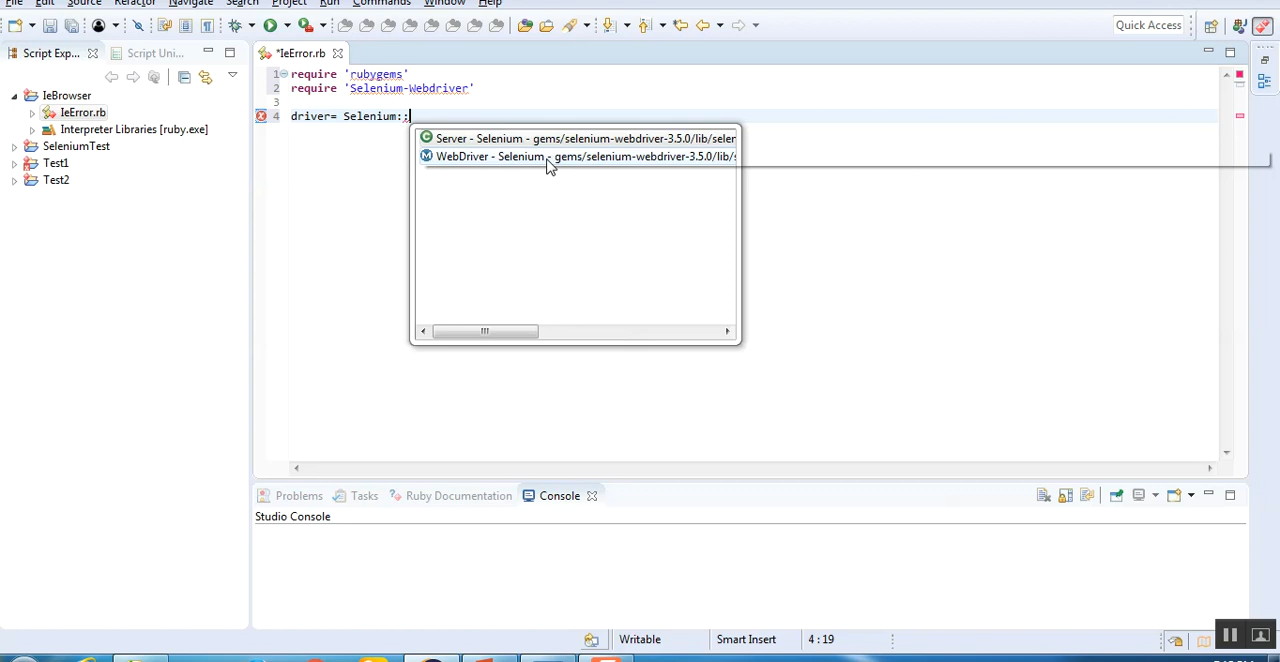 File Edit Source Refactor Navigate Search Project Run Commands Window Help
Quick Access
Script Exp... Script Uni...
*IeError.rb
IeBrowser
IeError.rb
Interpreter Libraries [ruby.exe]
SeleniumTest
Test1
Test2
1 require 'rubygems'
2 require 'Selenium-Webdriver'
3
4 driver= Selenium::
Server - Selenium - gems/selenium-webdriver-3.5.0/lib/seler
WebDriver - Selenium - gems/selenium-webdriver-3.5.0/lib/s
Problems Tasks Ruby Documentation Console
Studio Console
Writable Smart Insert 4 : 19